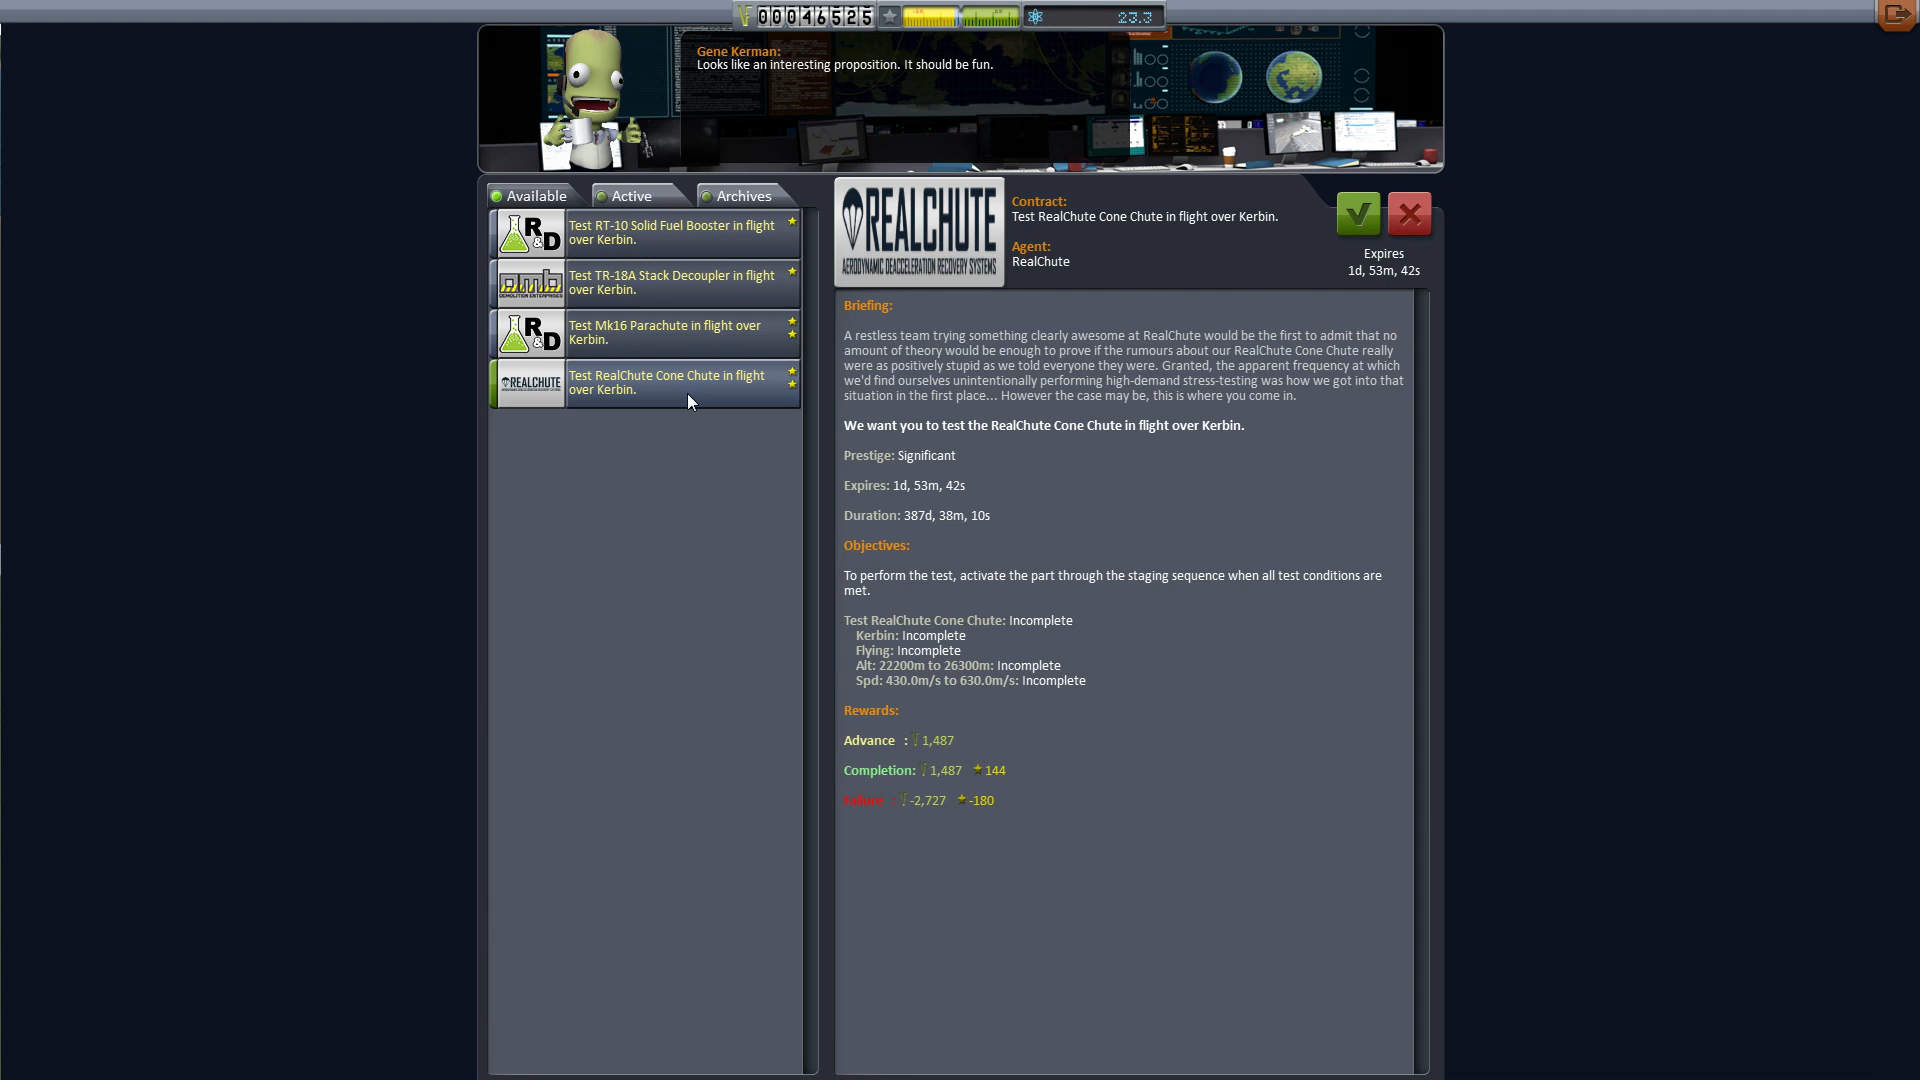 00046525
23.3
Gene Kerman:
Looks like an interesting proposition. It should be fun.
Available
Active
Archives
R&D
Test RT-10 Solid Fuel Booster in flight
over Kerbin.
DEMOLITION ENTERPRISES
Test TR-18A Stack Decoupler in flight
over Kerbin.
R&D
Test Mk16 Parachute in flight over
Kerbin.
REALCHUTE
Test RealChute Cone Chute in flight
over Kerbin.
REALCHUTE
AERODYNAMIC DEACCELERATION RECOVERY SYSTEMS
Contract:
Test RealChute Cone Chute in flight over Kerbin.
Agent:
RealChute
Expires
1d, 53m, 42s
Briefing:
A restless team trying something clearly awesome at RealChute would be the first to admit that no
amount of theory would be enough to prove if the rumours about our RealChute Cone Chute really
were as positively stupid as we told everyone they were. Granted, the apparent frequency at which
we'd find ourselves unintentionally performing high-demand stress-testing was how we got into that
situation in the first place... However the case may be, this is where you come in.
We want you to test the RealChute Cone Chute in flight over Kerbin.
Prestige: Significant
Expires: 1d, 53m, 42s
Duration: 387d, 38m, 10s
Objectives:
To perform the test, activate the part through the staging sequence when all test conditions are
met.
Test RealChute Cone Chute: Incomplete
Kerbin: Incomplete
Flying: Incomplete
Alt: 22200m to 26300m: Incomplete
Spd: 430.0m/s to 630.0m/s: Incomplete
Rewards:
Advance : 1,487
Completion: 1,487 144
Failure : -2,727 -180